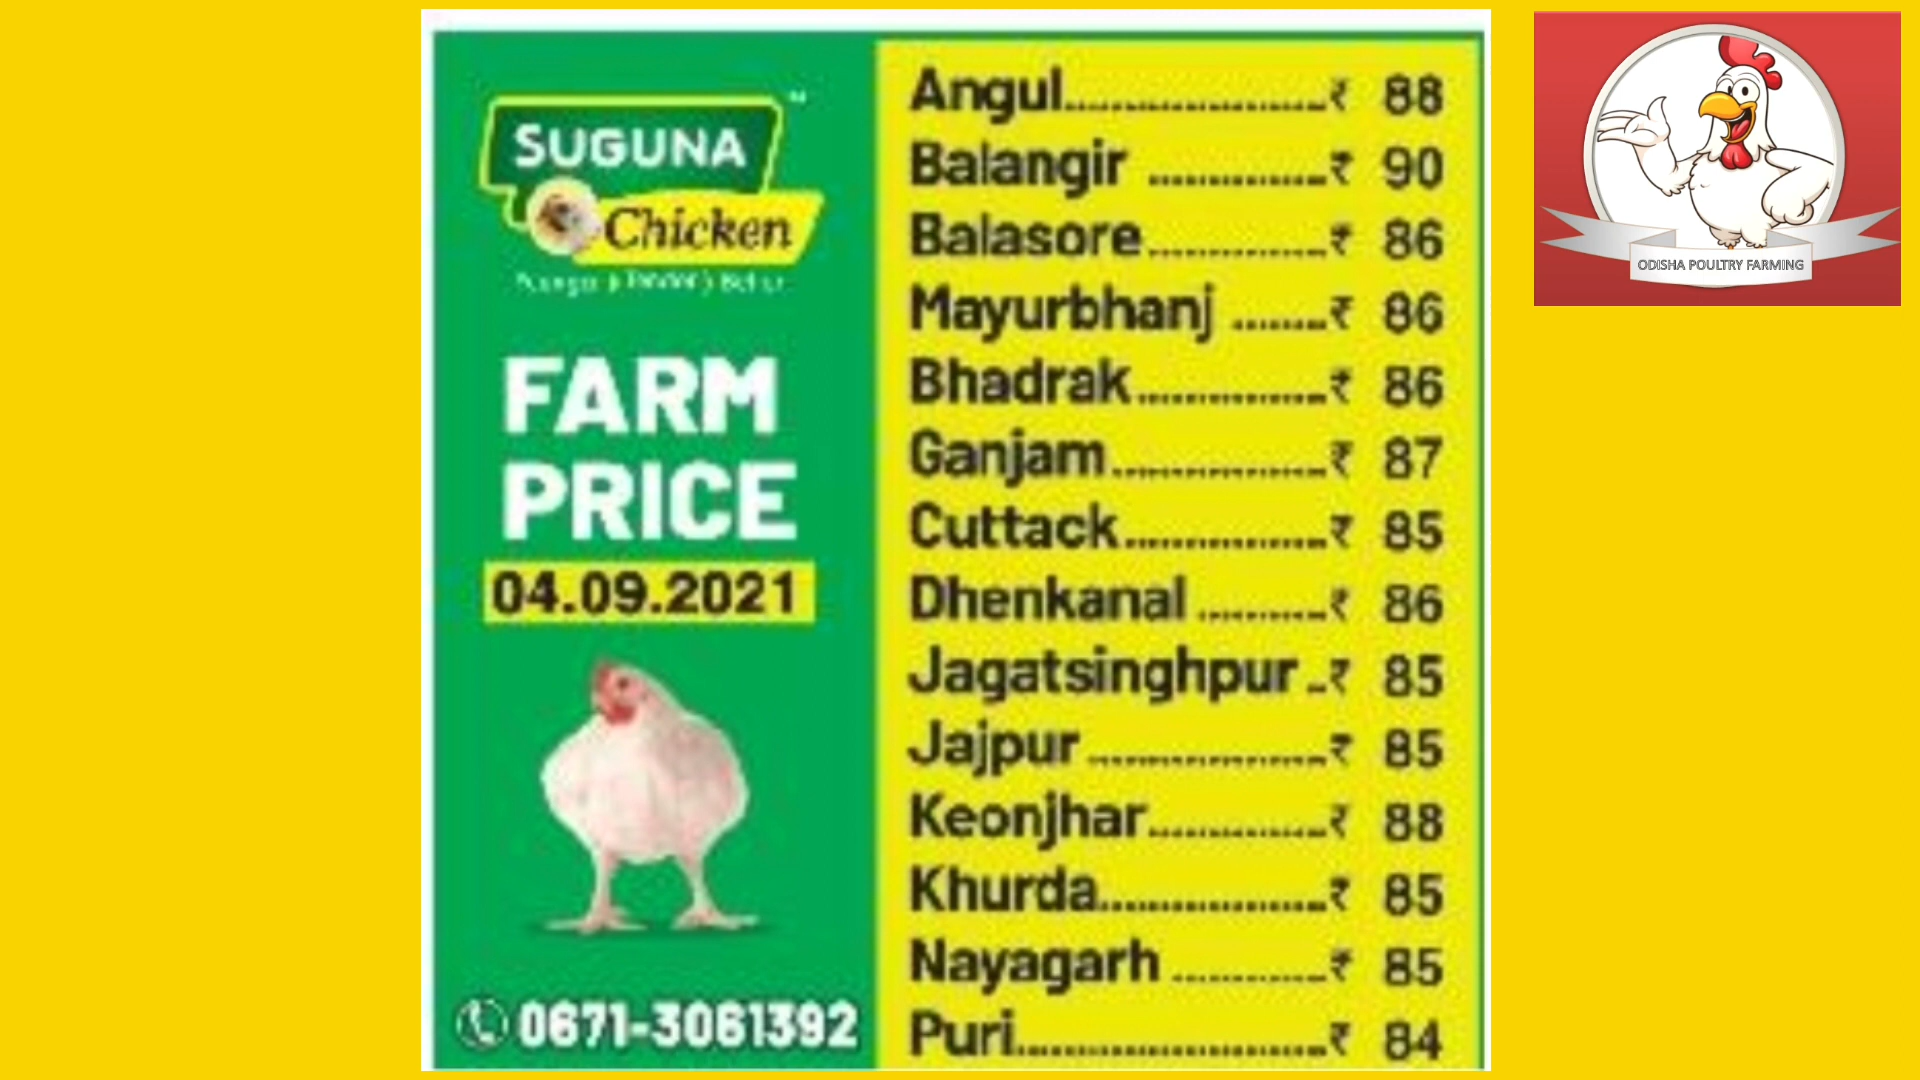 SUGUNA
Chicken
FARM
PRICE
04.09.2021
0671-3061392
Angul......................₹ 88
Balangir ...............₹ 90
Balasore...............₹ 86
Mayurbhanj ........₹ 86
Bhadrak................₹ 86
Ganjam..................₹ 87
Cuttack.................₹ 85
Dhenkanal ...........₹ 86
Jagatsinghpur ..₹ 85
Jajpur ....................₹ 85
Keonjhar...............₹ 88
Khurda...................₹ 85
Nayagarh .............₹ 85
Puri..........................₹ 84
ODISHA POULTRY FARMING